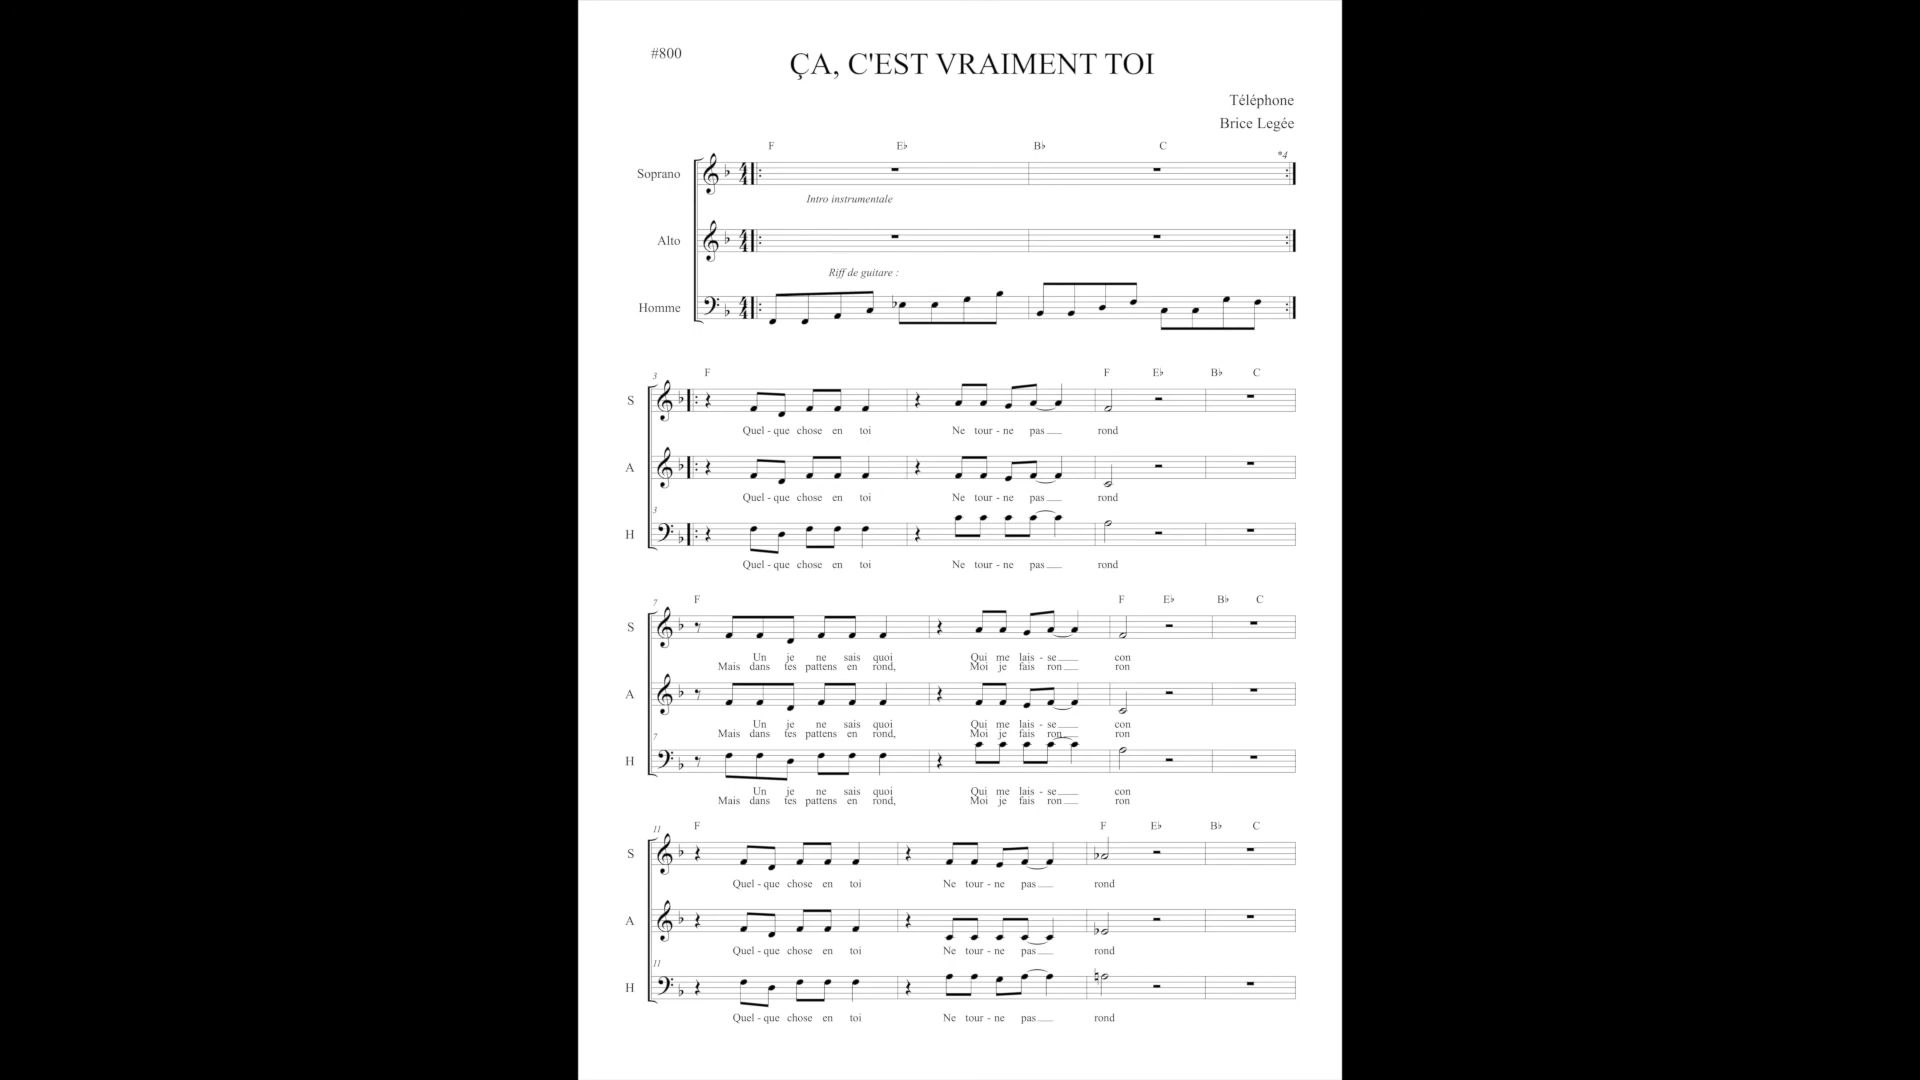 #800
ÇA, C'EST VRAIMENT TOI
Téléphone
Brice Legée
F E♭ B♭ C *4
Soprano
Intro instrumentale
Alto
Riff de guitare :
Homme
3 F F E♭ B♭ C
S
Quel - que chose en toi Ne tour - ne pas rond
A
Quel - que chose en toi Ne tour - ne pas rond
3
H
Quel - que chose en toi Ne tour - ne pas rond
7 F F E♭ B♭ C
S
Un je ne sais quoi Qui me lais - se con
Mais dans tes pattens en rond, Moi je fais ron ron
A
Un je ne sais quoi Qui me lais - se con
Mais dans tes pattens en rond, Moi je fais ron ron
7
H
Un je ne sais quoi Qui me lais - se con
Mais dans tes pattens en rond, Moi je fais ron ron
11 F F E♭ B♭ C
S
Quel - que chose en toi Ne tour - ne pas rond
A
Quel - que chose en toi Ne tour - ne pas rond
11
H
Quel - que chose en toi Ne tour - ne pas rond